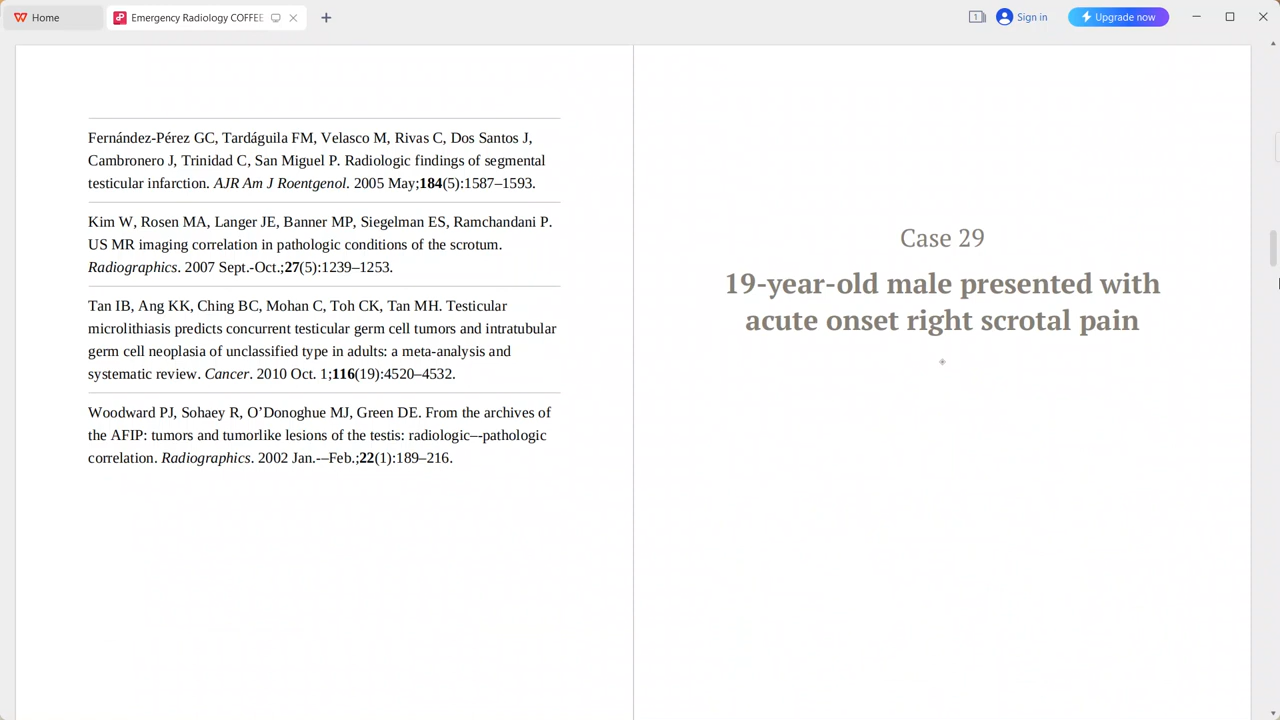 Home
Emergency Radiology COFFEE
1
Sign in
Upgrade now
Fernández-Pérez GC, Tardáguila FM, Velasco M, Rivas C, Dos Santos J,
Cambronero J, Trinidad C, San Miguel P. Radiologic findings of segmental
testicular infarction. AJR Am J Roentgenol. 2005 May;184(5):1587–1593.
Kim W, Rosen MA, Langer JE, Banner MP, Siegelman ES, Ramchandani P.
US MR imaging correlation in pathologic conditions of the scrotum.
Radiographics. 2007 Sept.-Oct.;27(5):1239–1253.
Tan IB, Ang KK, Ching BC, Mohan C, Toh CK, Tan MH. Testicular
microlithiasis predicts concurrent testicular germ cell tumors and intratubular
germ cell neoplasia of unclassified type in adults: a meta-analysis and
systematic review. Cancer. 2010 Oct. 1;116(19):4520–4532.
Woodward PJ, Sohaey R, O’Donoghue MJ, Green DE. From the archives of
the AFIP: tumors and tumorlike lesions of the testis: radiologic–-pathologic
correlation. Radiographics. 2002 Jan.-–Feb.;22(1):189–216.
Case 29
19-year-old male presented with
acute onset right scrotal pain